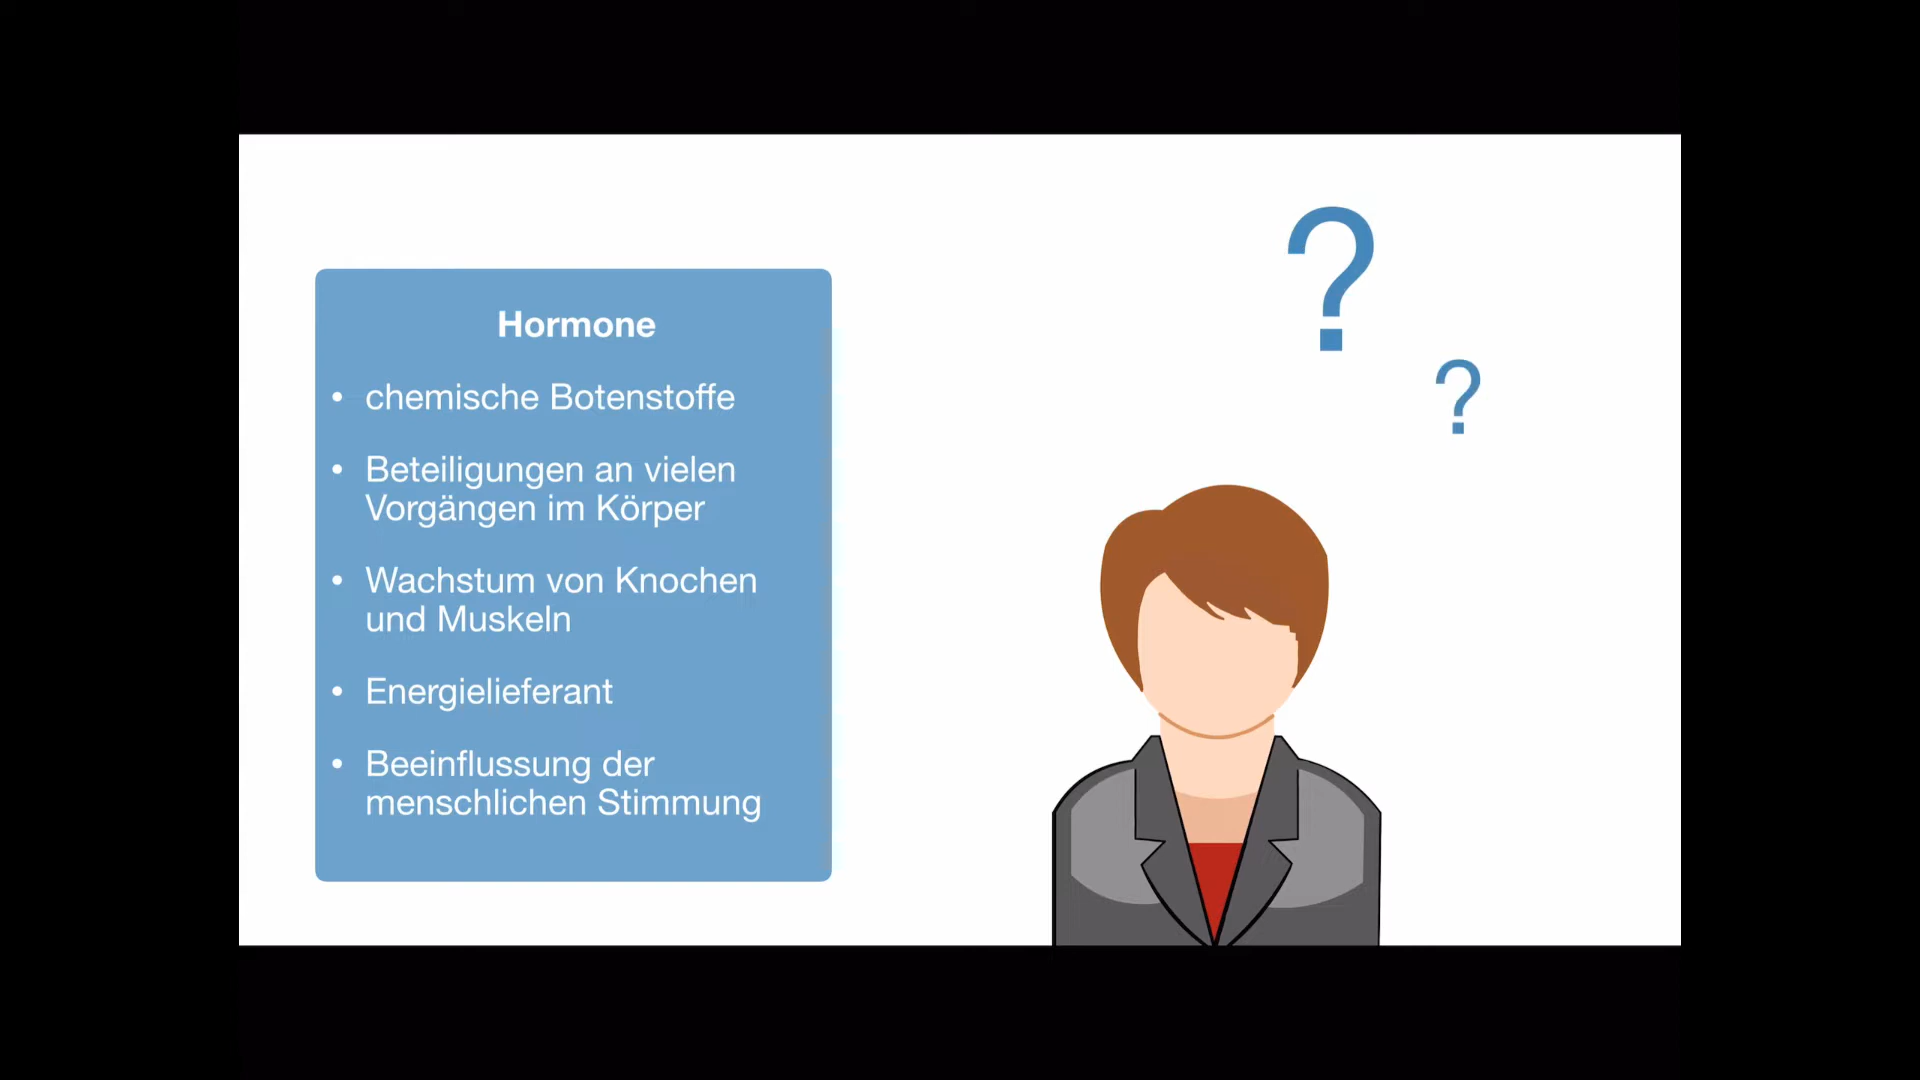 ?
?
Hormone
• chemische Botenstoffe
• Beteiligungen an vielen
Vorgängen im Körper
• Wachstum von Knochen
und Muskeln
• Energielieferant
• Beeinflussung der
menschlichen Stimmung